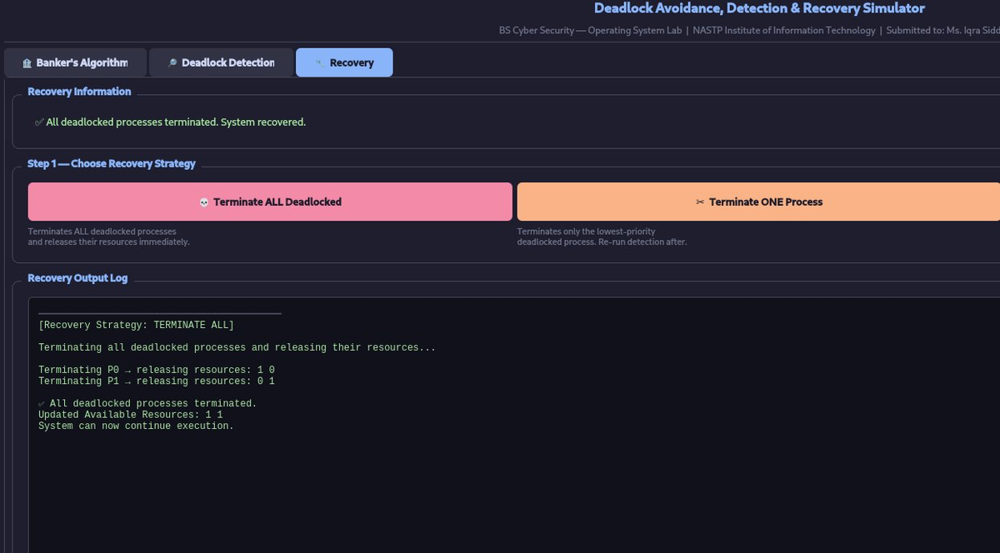 Deadlock Avoidance, Detection & Recovery Simulator
BS Cyber Security — Operating System Lab | NASTP Institute of Information Technology | Submitted to: Ms. Iqra Sidd
Banker's Algorithm
Deadlock Detection
Recovery
Recovery Information
✅ All deadlocked processes terminated. System recovered.
Step 1 — Choose Recovery Strategy
💀 Terminate ALL Deadlocked
✂ Terminate ONE Process
Terminates ALL deadlocked processes
and releases their resources immediately.
Terminates only the lowest-priority
deadlocked process. Re-run detection after.
Recovery Output Log
[Recovery Strategy: TERMINATE ALL]
Terminating all deadlocked processes and releasing their resources...
Terminating P0 → releasing resources: 1 0
Terminating P1 → releasing resources: 0 1
✅ All deadlocked processes terminated.
Updated Available Resources: 1 1
System can now continue execution.